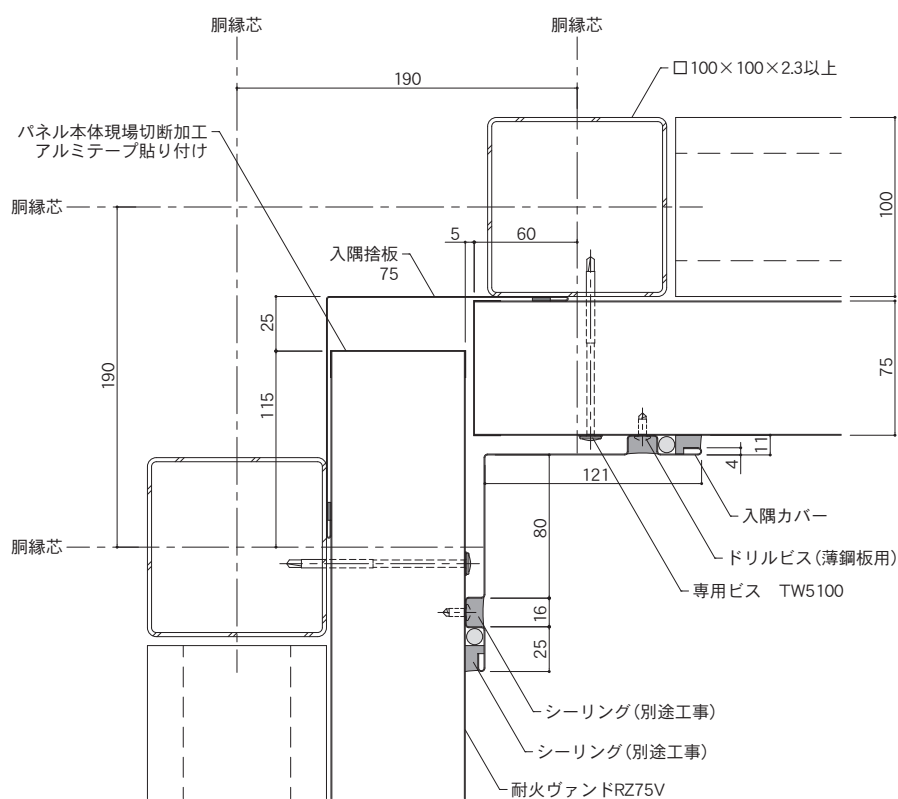 胴縁芯
胴縁芯
190
□100×100×2.3以上
パネル本体現場切断加工
アルミテープ貼り付け
胴縁芯
100
5
60
入隅捨板
75
25
190
115
75
11
4
121
入隅カバー
80
胴縁芯
ドリルビス(薄鋼板用)
専用ビス TW5100
16
25
シーリング(別途工事)
シーリング(別途工事)
耐火ヴァンドRZ75V